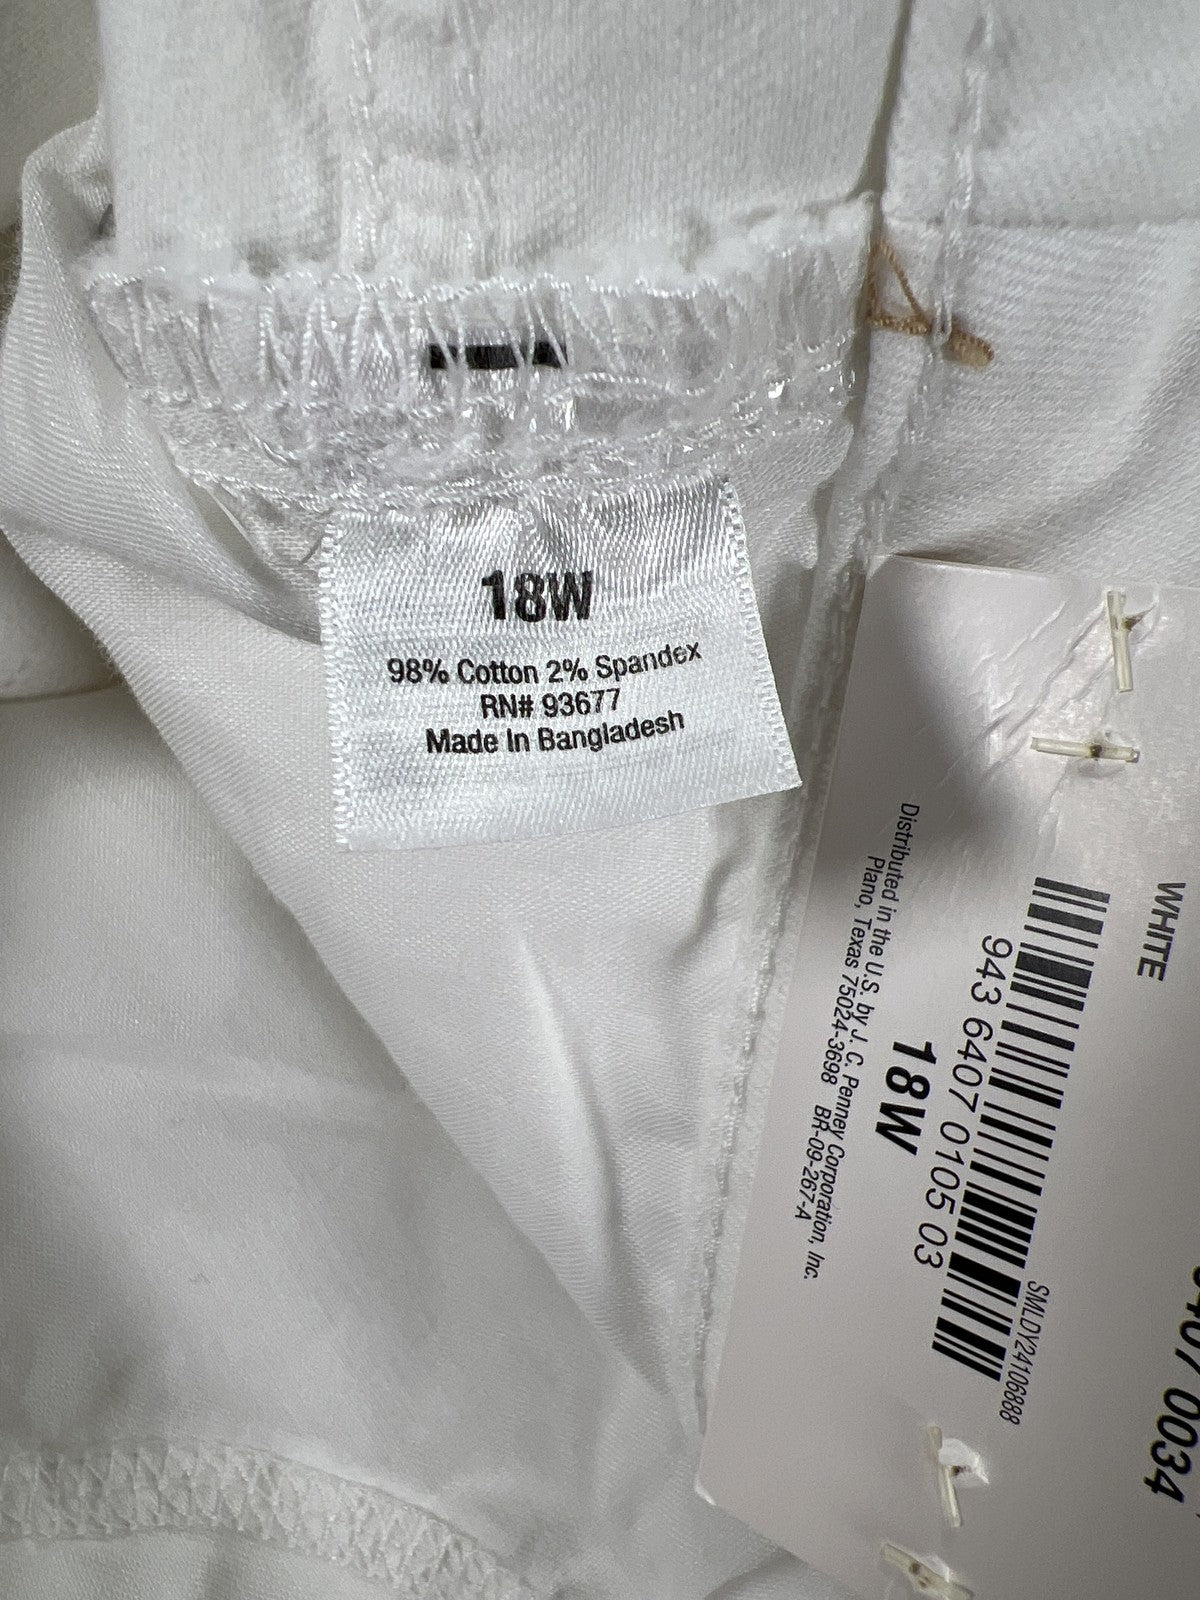 18W
98% Cotton 2% Spandex
RN# 93677
Made In Bangladesh
WHITE
943 6407 0105 03
SMLDY24106888
18W
Distributed in the U.S. by J. C. Penney Corporation, Inc.
Plano, Texas 75024-3698 BR-09-267-A
0034